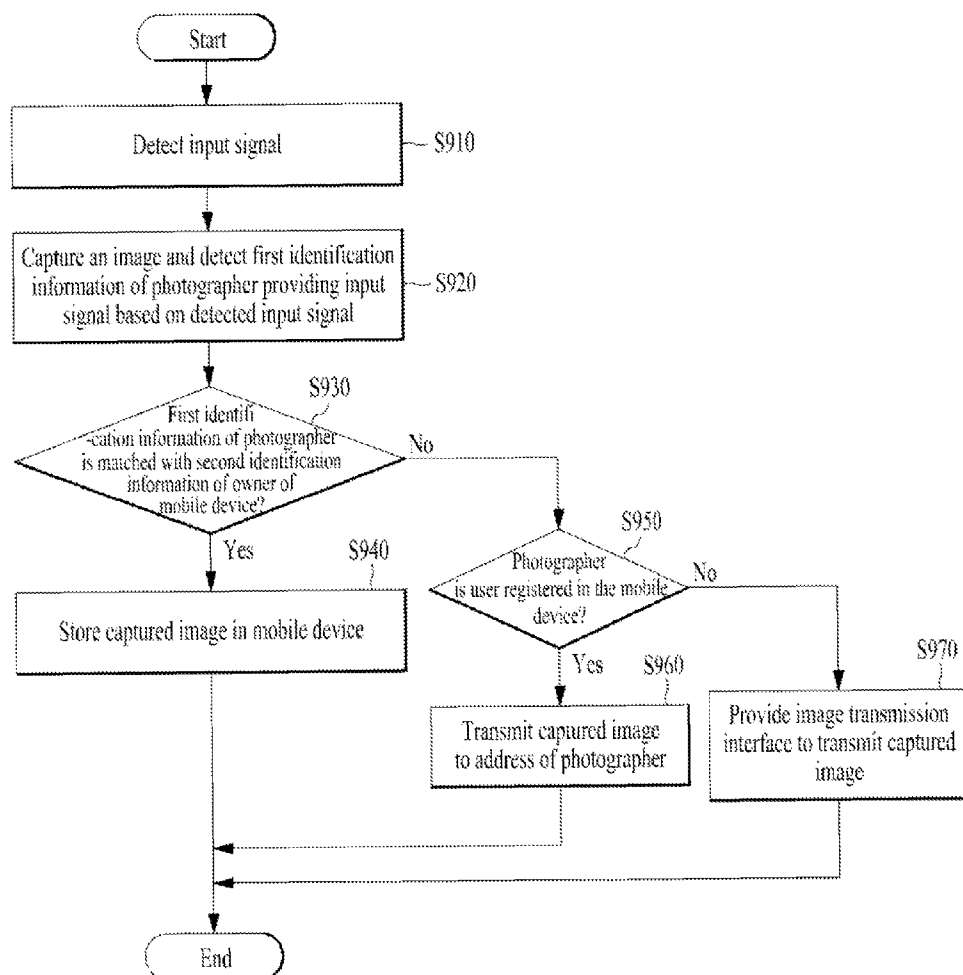 Start
Detect input signal
S910
Capture an image and detect first identification
information of photographer providing input
signal based on detected input signal
S920
S930
First identifi
-cation information of photographer
is matched with second identification
information of owner of
mobile device?
No
Yes
S940
Store captured image in mobile device
S950
Photographer
is user registered in the mobile
device?
No
Yes
S960
Transmit captured image
to address of photographer
S970
Provide image transmission
interface to transmit captured
image
End